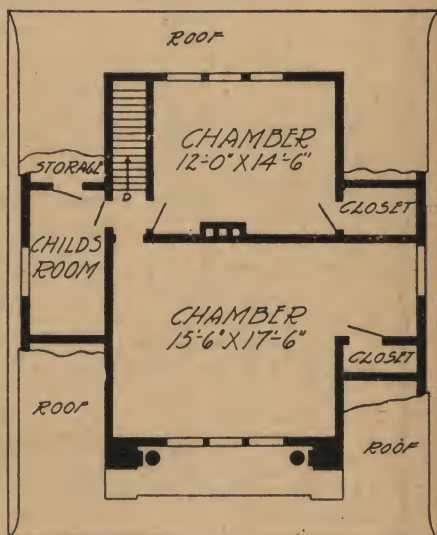 ROOF
CHAMBER
12'-0" X 14'-6"
STORAGE
D
CLOSET
CHILDS
ROOM
CHAMBER
15'-6" X 17'-6"
CLOSET
ROOF
ROOF